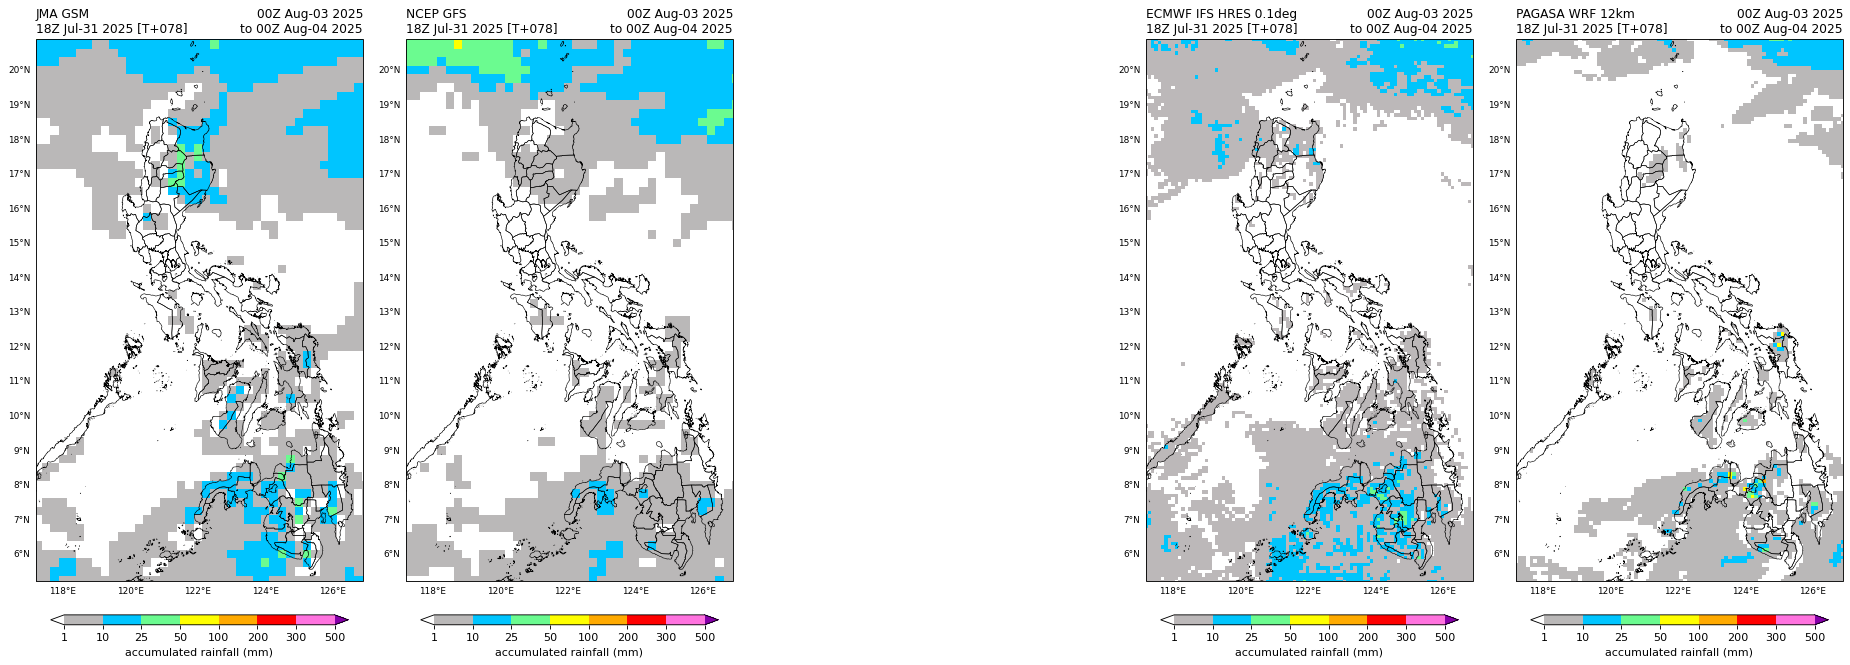 JMA GSM 00Z Aug-03 2025
18Z Jul-31 2025 [T+078] to 00Z Aug-04 2025
20°N
19°N
18°N
17°N
16°N
15°N
14°N
13°N
12°N
11°N
10°N
9°N
8°N
7°N
6°N
118°E 120°E 122°E 124°E 126°E
1 10 25 50 100 200 300 500
accumulated rainfall (mm)
NCEP GFS 00Z Aug-03 2025
18Z Jul-31 2025 [T+078] to 00Z Aug-04 2025
20°N
19°N
18°N
17°N
16°N
15°N
14°N
13°N
12°N
11°N
10°N
9°N
8°N
7°N
6°N
118°E 120°E 122°E 124°E 126°E
1 10 25 50 100 200 300 500
accumulated rainfall (mm)
ECMWF IFS HRES 0.1deg 00Z Aug-03 2025
18Z Jul-31 2025 [T+078] to 00Z Aug-04 2025
20°N
19°N
18°N
17°N
16°N
15°N
14°N
13°N
12°N
11°N
10°N
9°N
8°N
7°N
6°N
118°E 120°E 122°E 124°E 126°E
1 10 25 50 100 200 300 500
accumulated rainfall (mm)
PAGASA WRF 12km 00Z Aug-03 2025
18Z Jul-31 2025 [T+078] to 00Z Aug-04 2025
20°N
19°N
18°N
17°N
16°N
15°N
14°N
13°N
12°N
11°N
10°N
9°N
8°N
7°N
6°N
118°E 120°E 122°E 124°E 126°E
1 10 25 50 100 200 300 500
accumulated rainfall (mm)